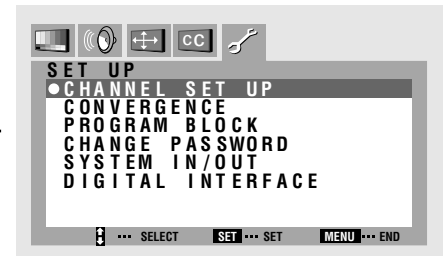 CC
SET UP
●CHANNEL SET UP
CONVERGENCE
PROGRAM BLOCK
CHANGE PASSWORD
SYSTEM IN/OUT
DIGITAL INTERFACE
··· SELECT SET ··· SET MENU ··· END